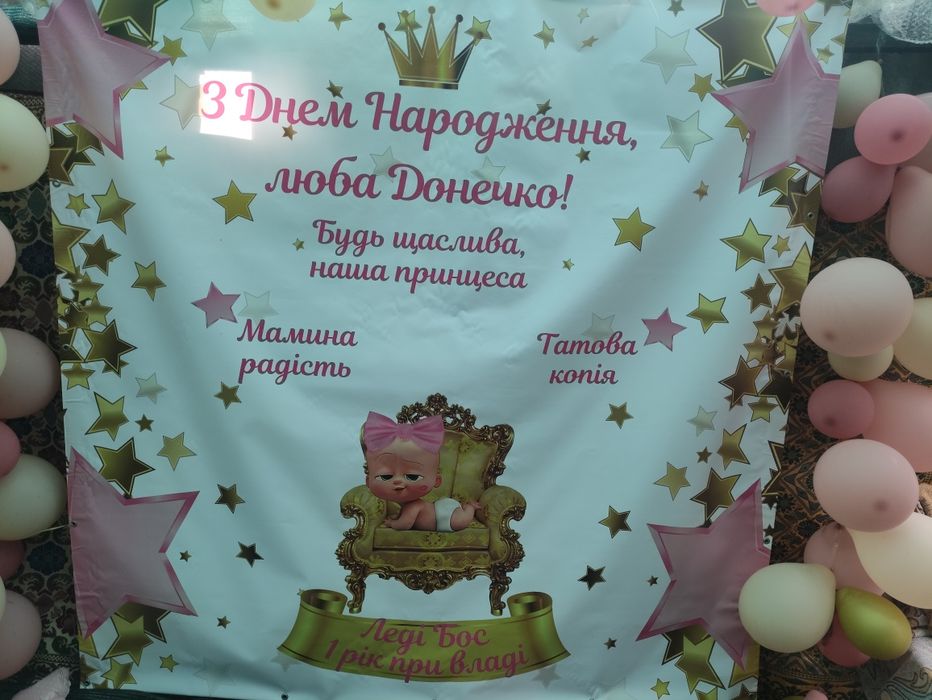 З Днем Народження,
люба Донечко!
Будь щаслива,
наша принцеса
Мамина
радість
Татова
копія
Леді Бос
1 рік при владі